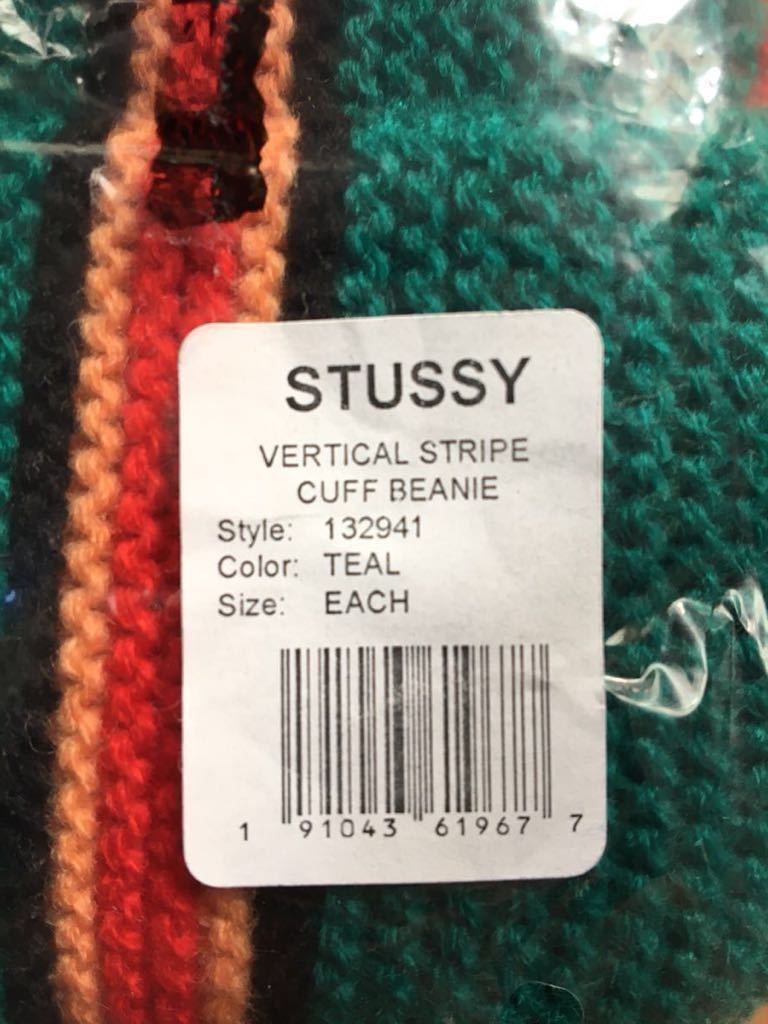 STUSSY
VERTICAL STRIPE
CUFF BEANIE
Style: 132941
Color: TEAL
Size: EACH
1 91043 61967 7